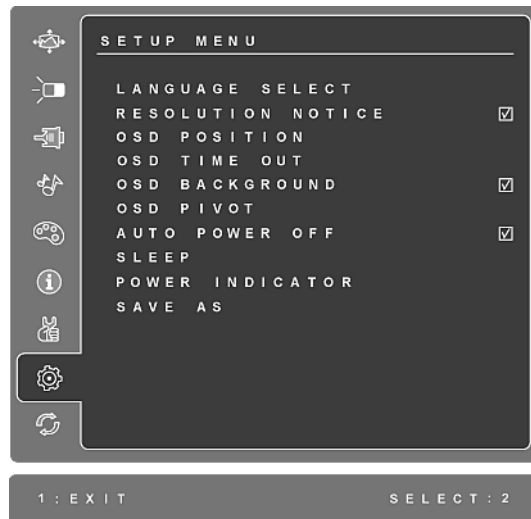 SETUP MENU
LANGUAGE SELECT
RESOLUTION NOTICE
OSD POSITION
OSD TIME OUT
OSD BACKGROUND
OSD PIVOT
AUTO POWER OFF
SLEEP
POWER INDICATOR
SAVE AS
1:EXIT SELECT:2